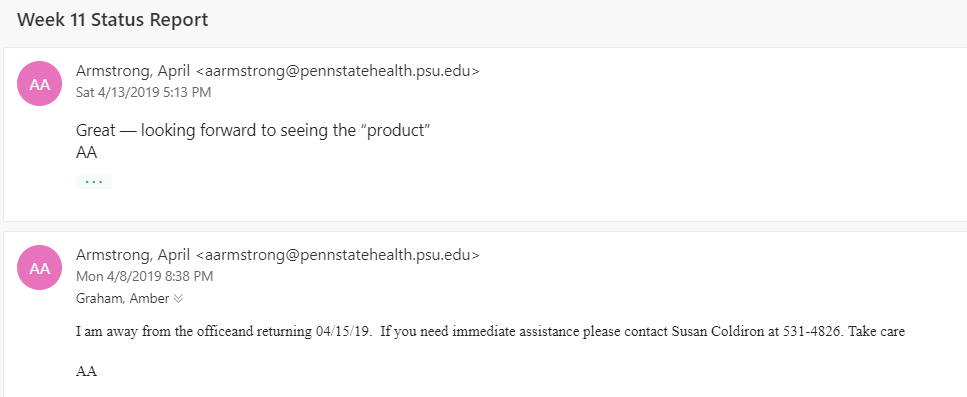 Week 11 Status Report
AA
Armstrong, April <aarmstrong@pennstatehealth.psu.edu>
Sat 4/13/2019 5:13 PM
Great — looking forward to seeing the “product”
AA
...
AA
Armstrong, April <aarmstrong@pennstatehealth.psu.edu>
Mon 4/8/2019 8:38 PM
Graham, Amber
I am away from the officeand returning 04/15/19.  If you need immediate assistance please contact Susan Coldiron at 531-4826. Take care
AA